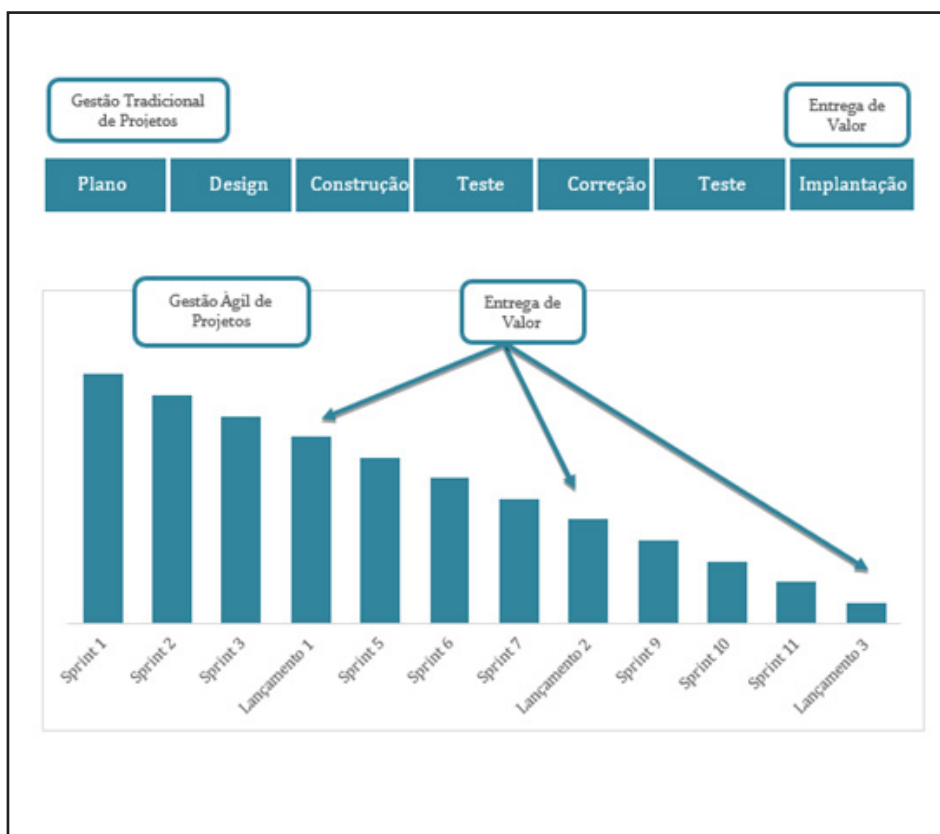 Gestão Tradicional
de Projetos
Entrega de
Valor
Plano
Design
Construção
Teste
Correção
Teste
Implantação
Gestão Àgil de
Projetos
Entrega de
Valor
Sprint 1
Sprint 2
Sprint 3
Lançamento 1
Sprint 5
Sprint 6
Sprint 7
Lançamento 2
Sprint 9
Sprint 10
Sprint 11
Lançamento 3